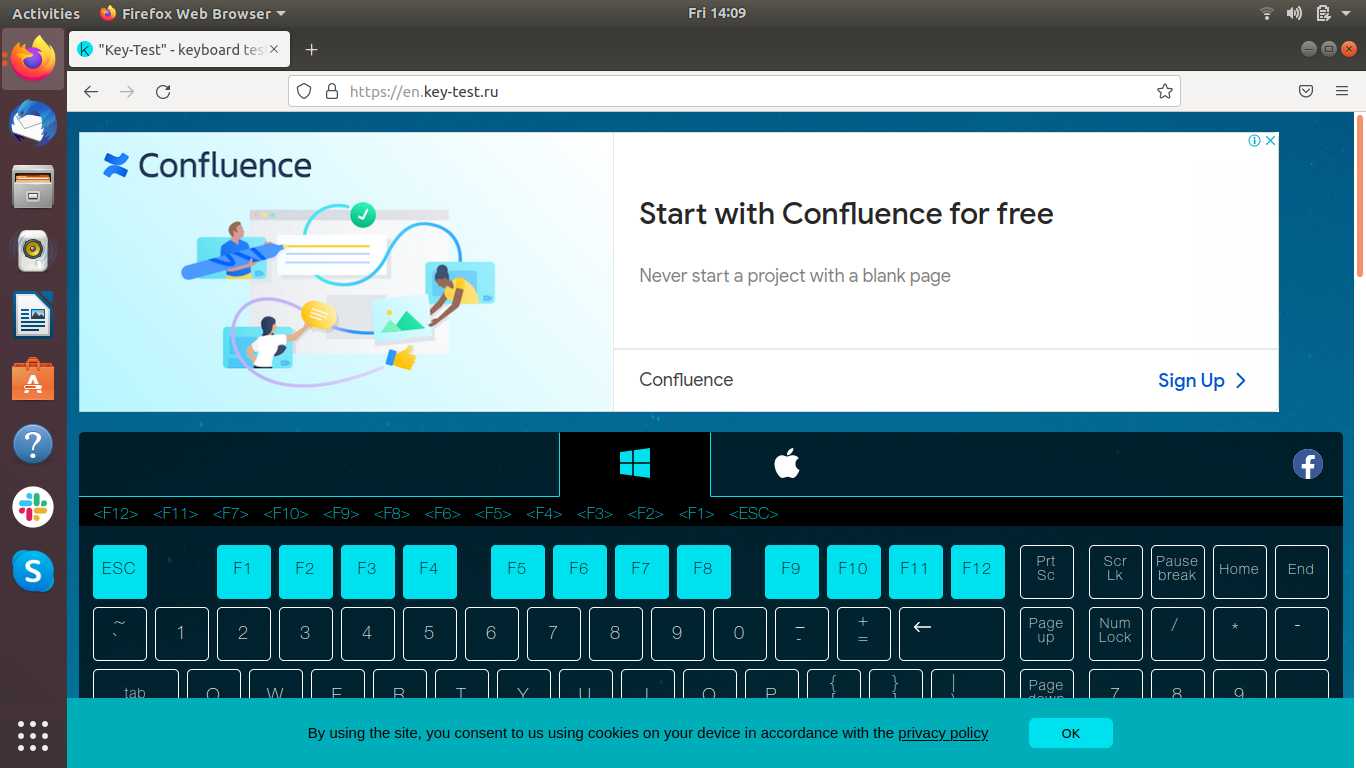 Activities Firefox Web Browser Fri 14:09
"Key-Test" - keyboard tes
https://en.key-test.ru
Confluence
Start with Confluence for free
Never start a project with a blank page
Confluence Sign Up
<F12> <F11> <F7> <F10> <F9> <F8> <F6> <F5> <F4> <F3> <F2> <F1> <ESC>
ESC F1 F2 F3 F4 F5 F6 F7 F8 F9 F10 F11 F12 Prt Sc Scr Lk Pause break Home End
~ ` 1 2 3 4 5 6 7 8 9 0 _ - + = ← Page up Num Lock / * -
tab Q W E R T Y U I O P { [ } ] | \ Page down 7 8 9
By using the site, you consent to us using cookies on your device in accordance with the privacy policy OK